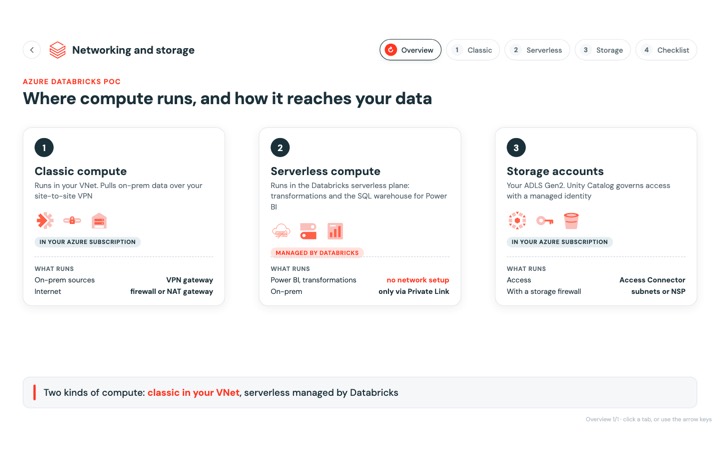 Networking and storage
Overview
1 Classic
2 Serverless
3 Storage
4 Checklist
AZURE DATABRICKS POC
Where compute runs, and how it reaches your data
1
Classic compute
Runs in your VNet. Pulls on-prem data over your
site-to-site VPN
IN YOUR AZURE SUBSCRIPTION
WHAT RUNS
On-prem sources VPN gateway
Internet firewall or NAT gateway
2
Serverless compute
Runs in the Databricks serverless plane:
transformations and the SQL warehouse for Power
BI
MANAGED BY DATABRICKS
WHAT RUNS
Power BI, transformations no network setup
On-prem only via Private Link
3
Storage accounts
Your ADLS Gen2. Unity Catalog governs access
with a managed identity
IN YOUR AZURE SUBSCRIPTION
WHAT RUNS
Access Access Connector
With a storage firewall subnets or NSP
Two kinds of compute: classic in your VNet, serverless managed by Databricks
Overview 1/1 · click a tab, or use the arrow keys